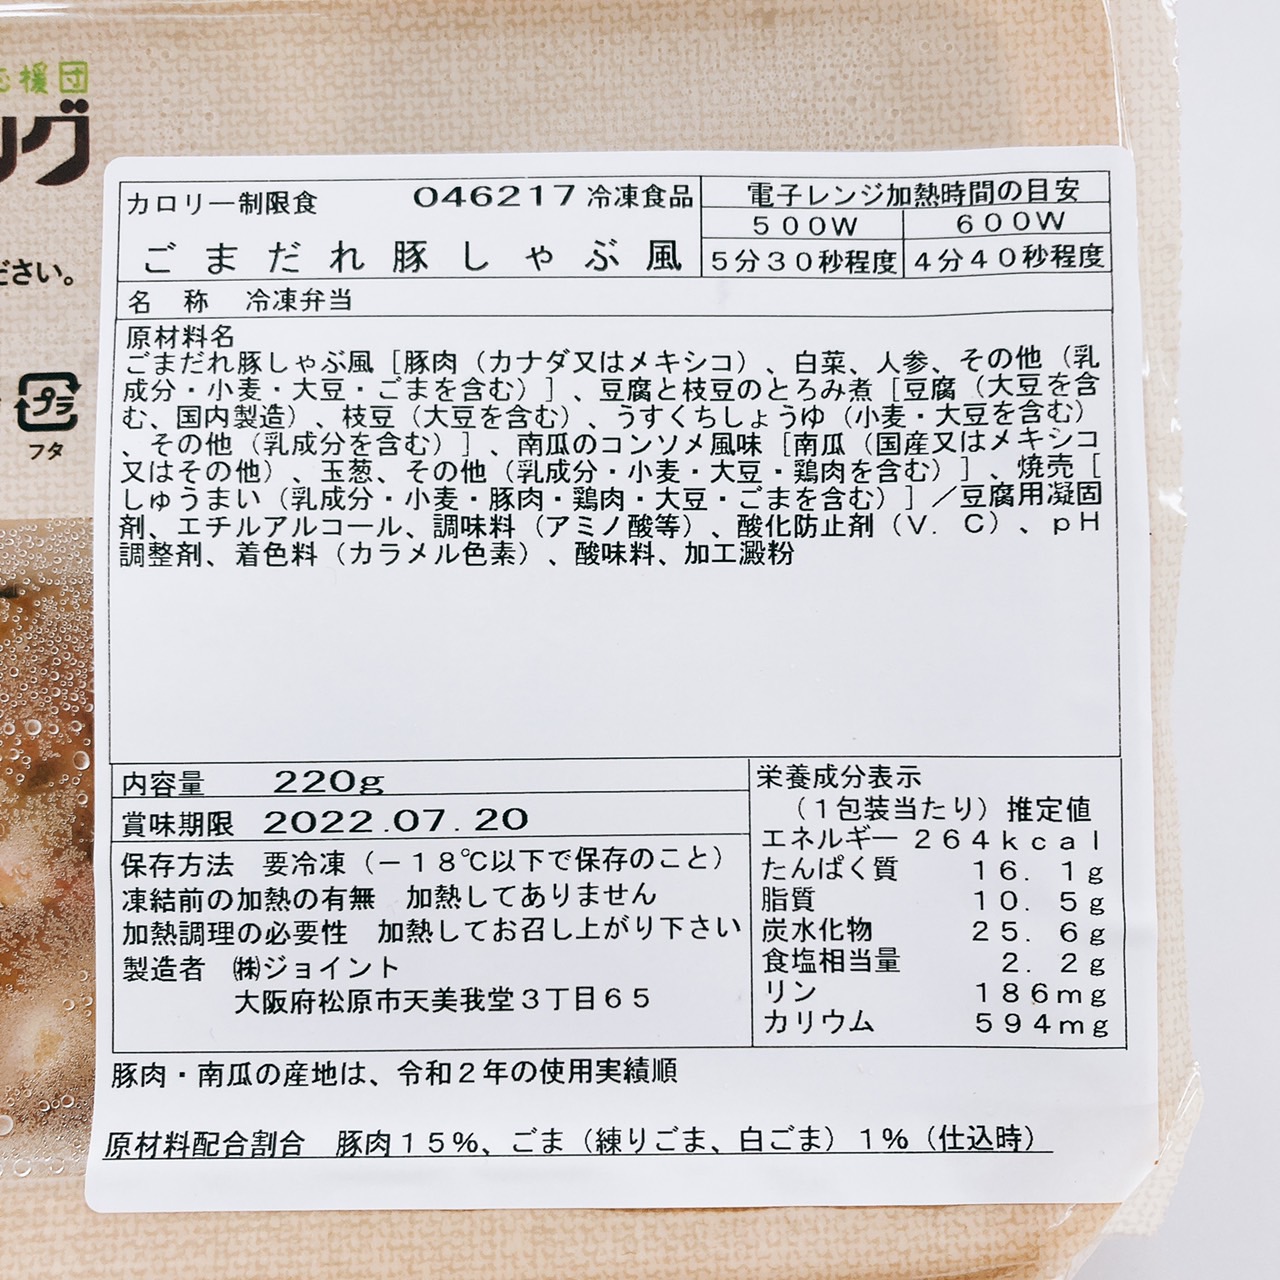 応援団
ング
ださい。
プラ
フタ
カロリー制限食 046217 冷凍食品
ごまだれ豚しゃぶ風
電子レンジ加熱時間の目安
500W 600W
5分30秒程度 4分40秒程度
名 称 冷凍弁当
原材料名
ごまだれ豚しゃぶ風[豚肉(カナダ又はメキシコ)、白菜、人参、その他(乳
成分・小麦・大豆・ごまを含む)]、豆腐と枝豆のとろみ煮[豆腐(大豆を含
む、国内製造)、枝豆(大豆を含む)、うすくちしょうゆ(小麦・大豆を含む)
、その他(乳成分を含む)]、南瓜のコンソメ風味[南瓜(国産又はメキシコ
又はその他)、玉葱、その他(乳成分・小麦・大豆・鶏肉を含む)]、焼売[
しゅうまい(乳成分・小麦・豚肉・鶏肉・大豆・ごまを含む)]/豆腐用凝固
剤、エチルアルコール、調味料(アミノ酸等)、酸化防止剤(V.C)、pH
調整剤、着色料(カラメル色素)、酸味料、加工澱粉
内容量 220g
賞味期限 2022.07.20
保存方法 要冷凍(−18℃以下で保存のこと)
凍結前の加熱の有無 加熱してありません
加熱調理の必要性 加熱してお召し上がり下さい
製造者 ㈱ジョイント
大阪府松原市天美我堂3丁目65
栄養成分表示
(1包装当たり)推定値
エネルギー 264kcal
たんぱく質 16.1g
脂質 10.5g
炭水化物 25.6g
食塩相当量 2.2g
リン 186mg
カリウム 594mg
豚肉・南瓜の産地は、令和2年の使用実績順
原材料配合割合 豚肉15%、ごま(練りごま、白ごま)1%(仕込時)